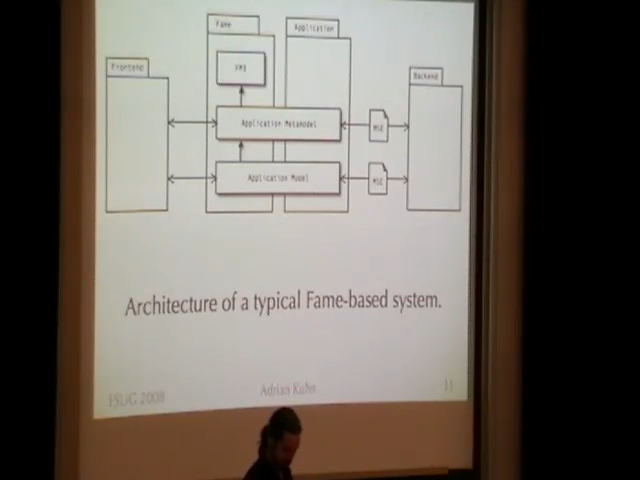 Fame
Application
Frontend
FM3
Backend
Application Metamodel
MSE
Application Model
MSE
Architecture of a typical Fame-based system.
ESUG 2008
Adrian Kuhn
11